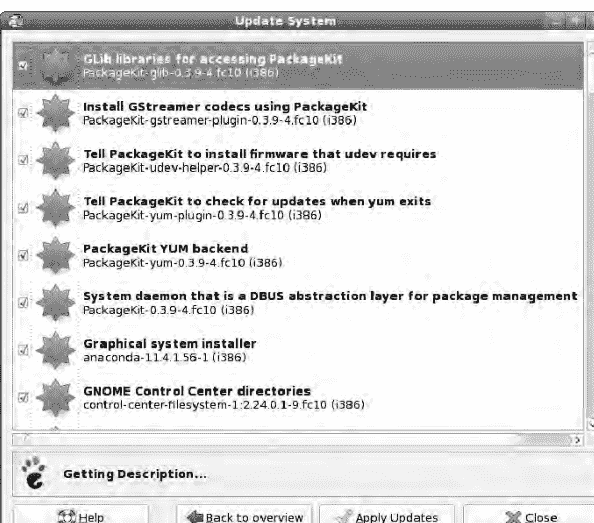 Update System
GLib libraries for accessing PackageKit
PackageKit-glib-0.3.9-4.fc10 (i386)
Install GStreamer codecs using PackageKit
PackageKit-gstreamer-plugin-0.3.9-4.fc10 (i386)
Tell PackageKit to install firmware that udev requires
PackageKit-udev-helper-0.3.9-4.fc10 (i386)
Tell PackageKit to check for updates when yum exits
PackageKit-yum-plugin-0.3.9-4.fc10 (i386)
PackageKit YUM backend
PackageKit-yum-0.3.9-4.fc10 (i386)
System daemon that is a DBUS abstraction layer for package management
PackageKit-0.3.9-4.fc10 (i386)
Graphical system installer
anaconda-11.4.1.56-1 (i386)
GNOME Control Center directories
control-center-filesystem-1:2.24.0.1-9.fc10 (i386)
Getting Description...
Help
Back to overview
Apply Updates
Close